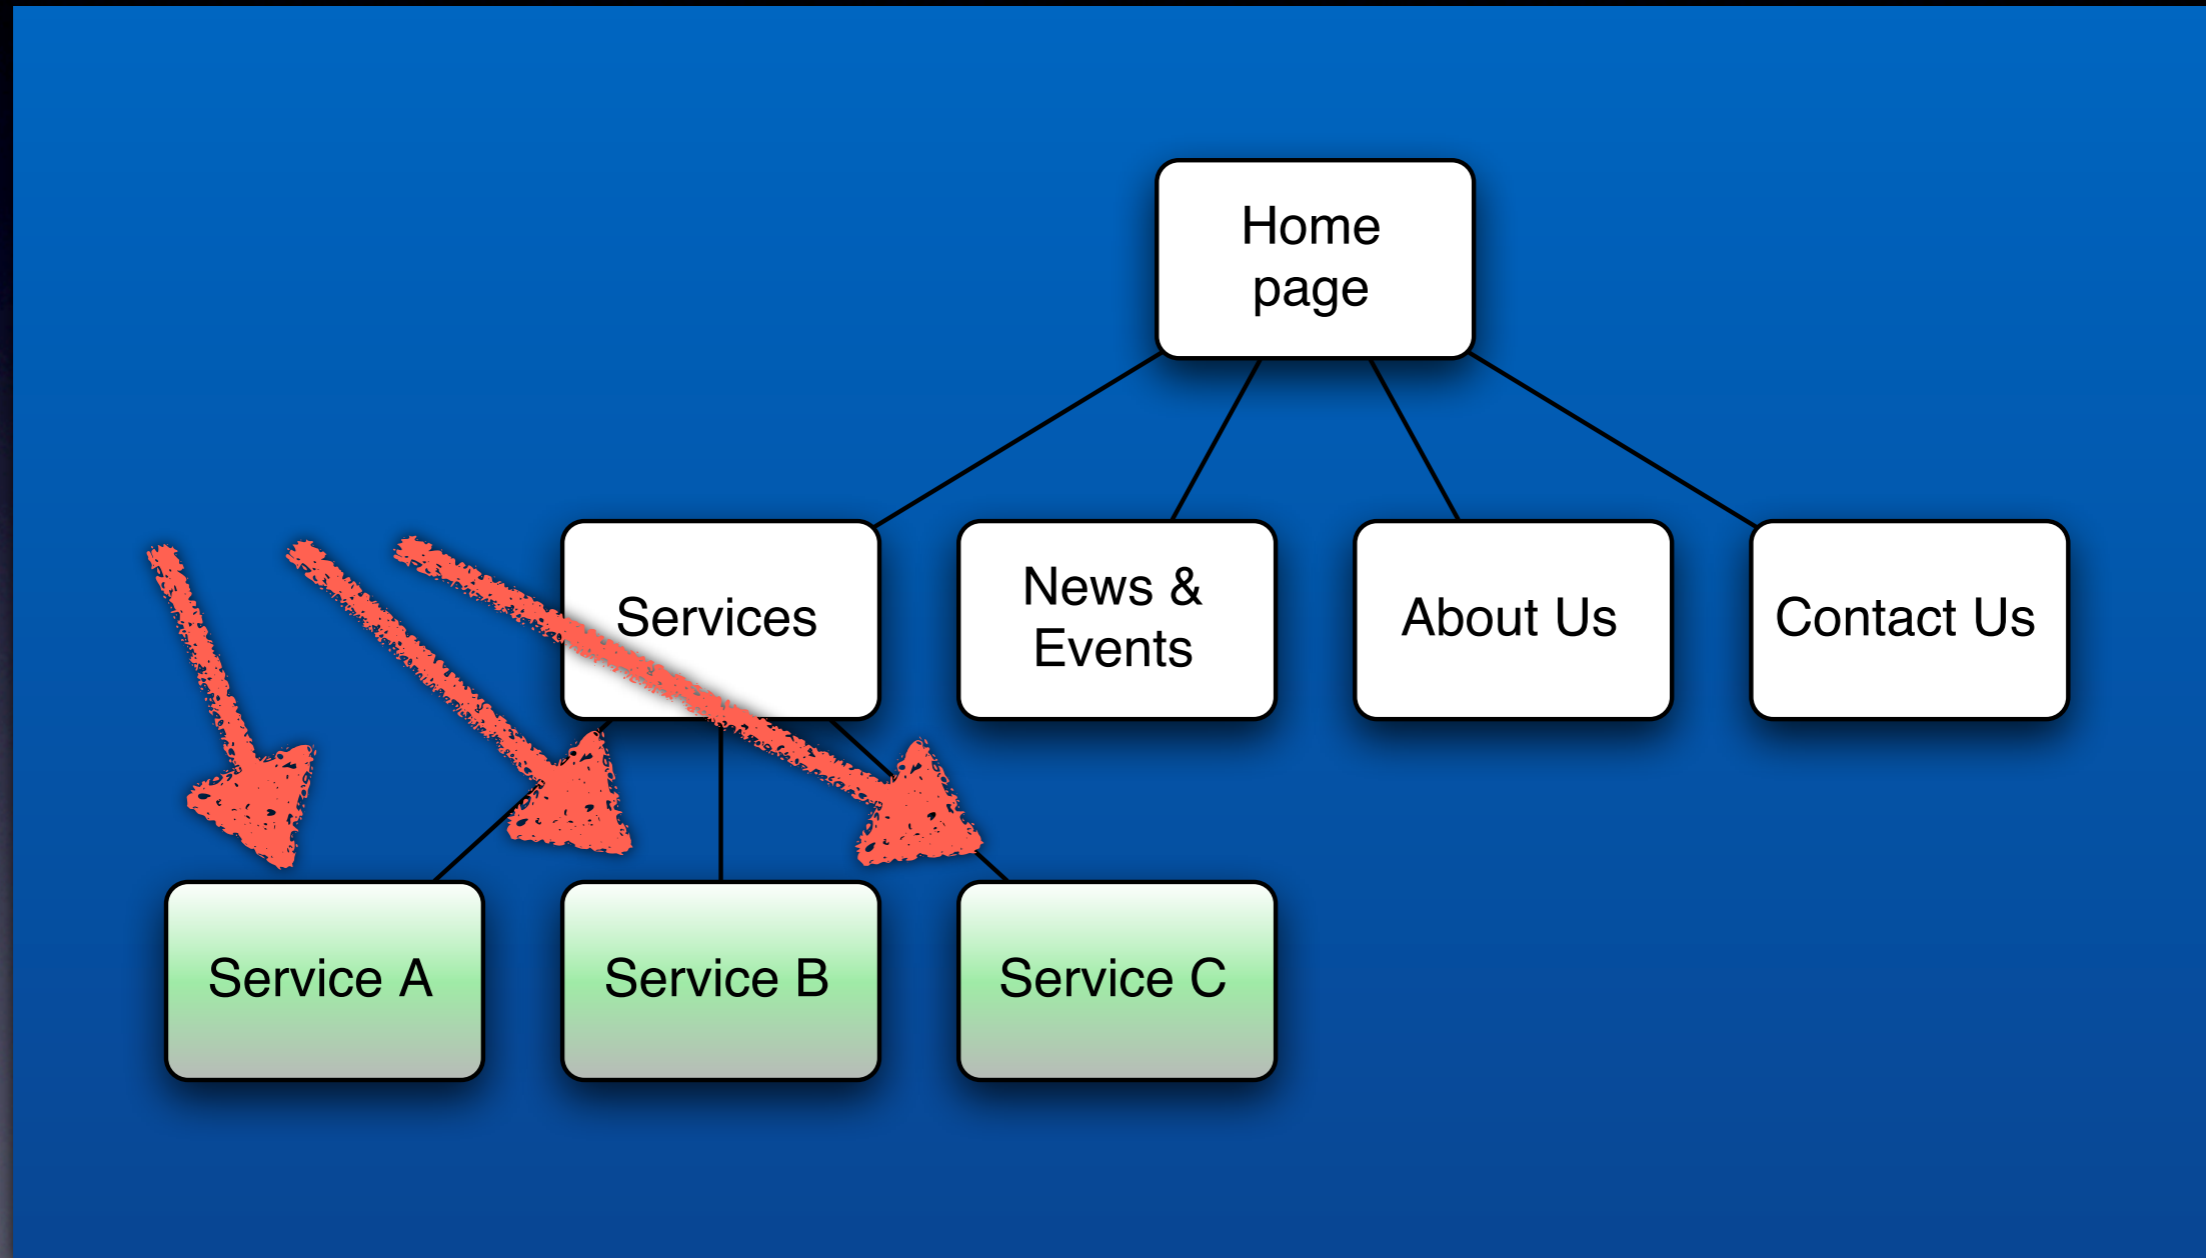 Home
page
Services
News &
Events
About Us
Contact Us
Service A
Service B
Service C